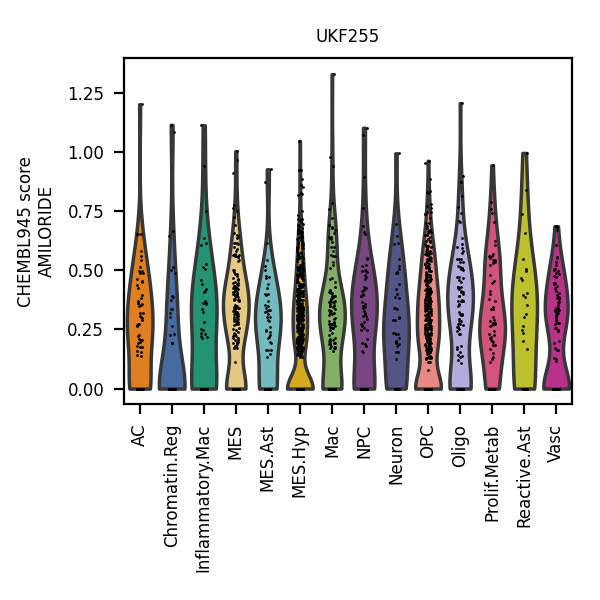 UKF255
CHEMBL945 score
AMILORIDE
1.25
1.00
0.75
0.50
0.25
0.00
AC
Chromatin.Reg
Inflammatory.Mac
MES
MES.Ast
MES.Hyp
Mac
NPC
Neuron
OPC
Oligo
Prolif.Metab
Reactive.Ast
Vasc